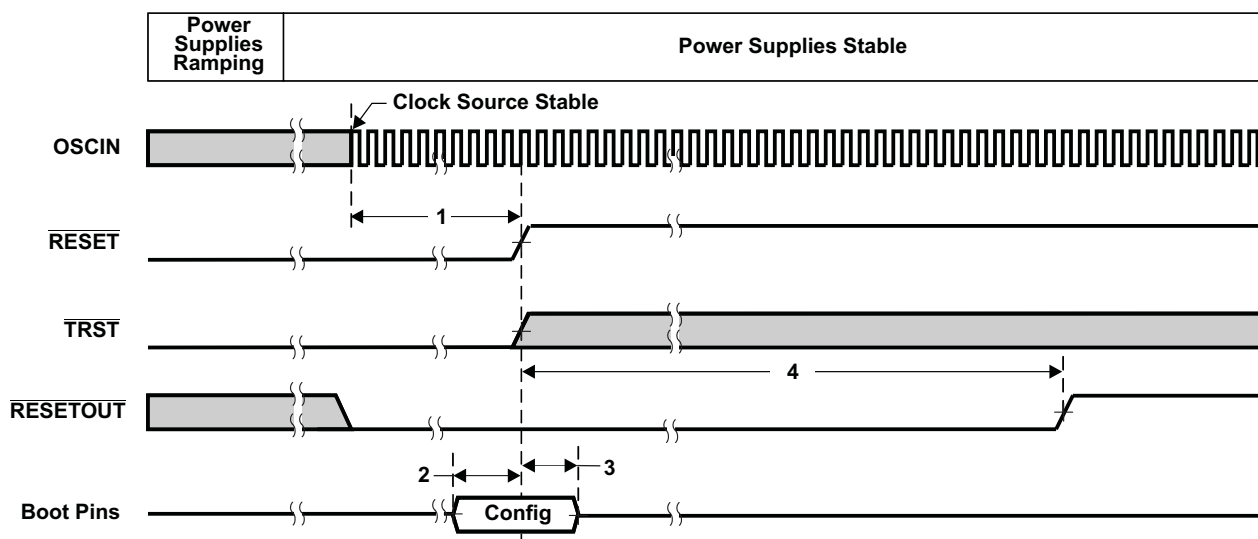 Power
Supplies
Ramping
Power Supplies Stable
Clock Source Stable
OSCIN
1
RESET
TRST
4
RESETOUT
2
3
Boot Pins
Config